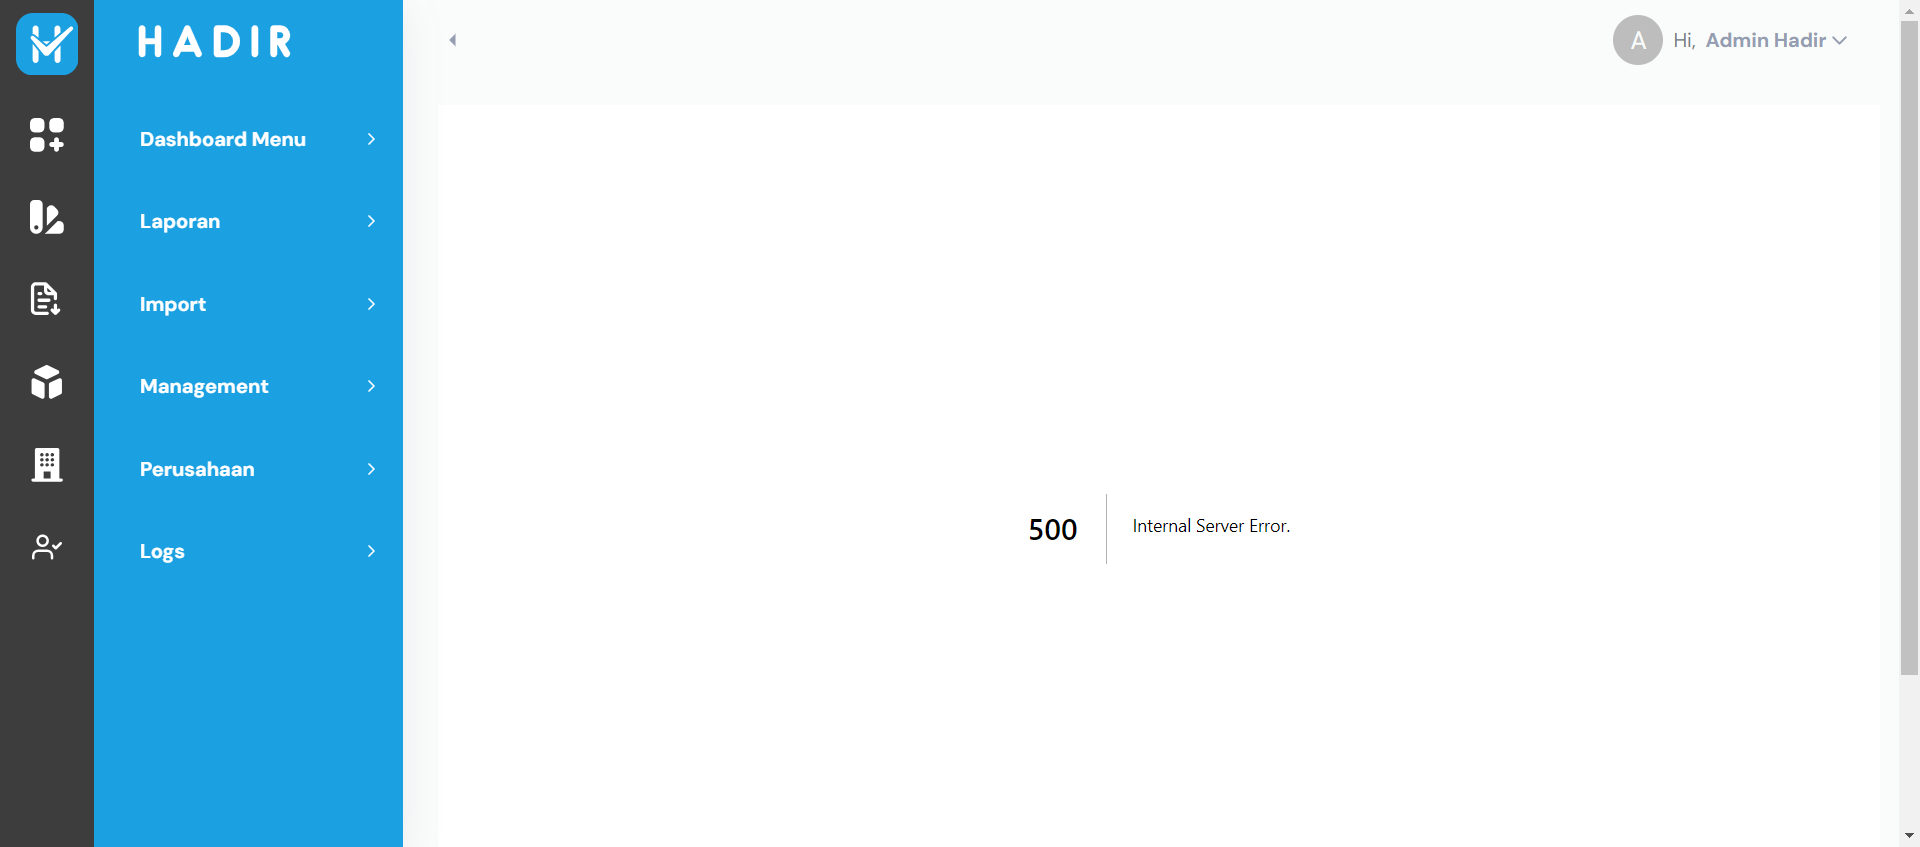 HADIR
A
Hi, Admin Hadir
Dashboard Menu
Laporan
Import
Management
Perusahaan
Logs
500
Internal Server Error.